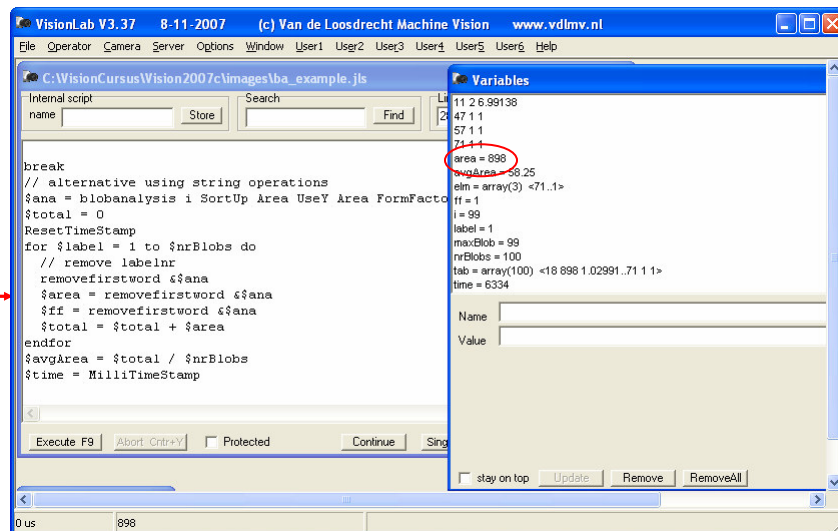 VisionLab V3.37 8-11-2007 (c) Van de Loosdrecht Machine Vision www.vdlmv.nl
File Operator Camera Server Options Window User1 User2 User3 User4 User5 User6 Help
C:\VisionCursus\Vision2007c\images\ba_example.jls
Internal script
name
Store
Search
Find
break
// alternative using string operations
$ana = blobanalysis i SortUp Area UseY Area FormFacto
$total = 0
ResetTimeStamp
for $label = 1 to $nrBlobs do
// remove labelnr
removefirstword &$ana
$area = removefirstword &$ana
$ff = removefirstword &$ana
$total = $total + $area
endfor
$avgArea = $total / $nrBlobs
$time = MilliTimeStamp
Execute F9
Abort Cntr+Y
Protected
Continue
Sing
Variables
11 2 6.99138
47 1 1
57 1 1
71 1 1
area = 898
avgArea = 58.25
elm = array(3) <71..1>
ff = 1
i = 99
label = 1
maxBlob = 99
nrBlobs = 100
tab = array(100) <18 898 1.02991..71 1 1>
time = 6334
Name
Value
stay on top
Update
Remove
RemoveAll
0 us 898